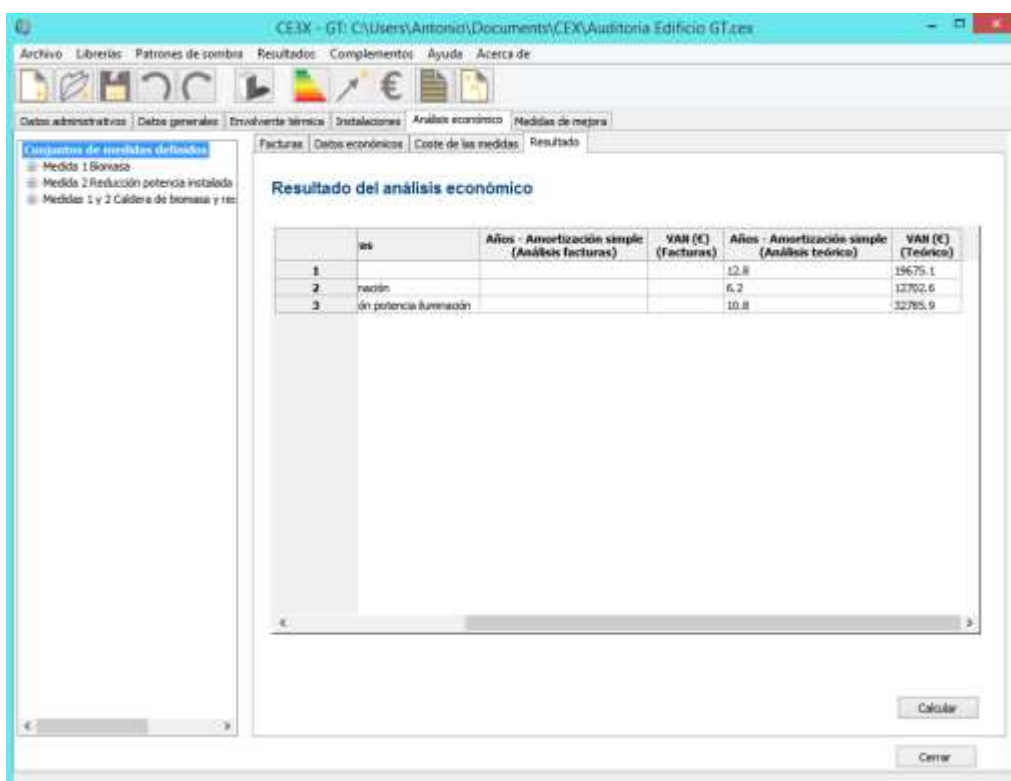 CE3X - GT: C:\Users\Antonio\Documents\CEX\Auditoria Edificio GT.cex
Archivo Librerías Patrones de sombra Resultados Complementos Ayuda Acerca de
Datos administrativos Datos generales Envolvente térmica Instalaciones Análisis económico Medidas de mejora
Conjuntos de medidas definidos
Medida 1 Biomasa
Medida 2 Reducción potencia instalada
Medidas 1 y 2 Caldera de biomasa y rec
Facturas Datos económicos Coste de las medidas Resultado
Resultado del análisis económico
es Años - Amortización simple (Análisis facturas) VAN (€) (Facturas) Años - Amortización simple (Análisis teórico) VAN (€) (Teórico)
1 12.8 19675.1
2 nación 6.2 12702.6
3 ón potencia iluminación 10.8 32785.9
Calcular
Cerrar